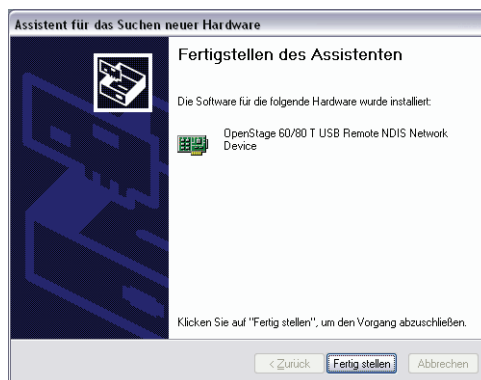 Assistent für das Suchen neuer Hardware
Fertigstellen des Assistenten
Die Software für die folgende Hardware wurde installiert:
OpenStage 60/80 T USB Remote NDIS Network
Device
Klicken Sie auf "Fertig stellen", um den Vorgang abzuschließen.
< Zurück
Fertig stellen
Abbrechen